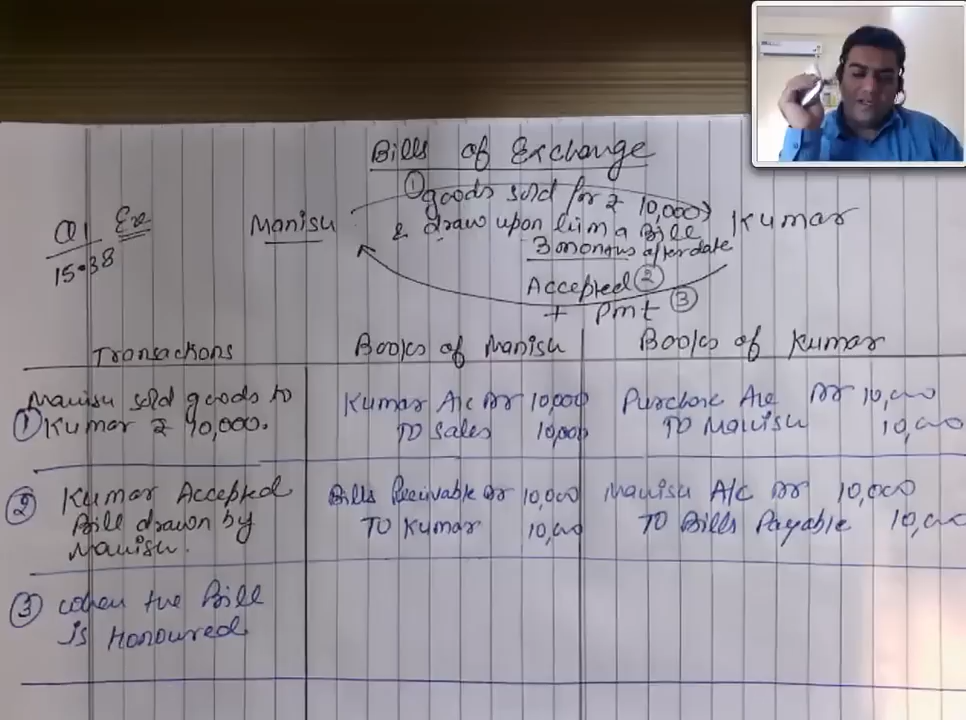 Bills of Exchange
Q1 Ex
15.38
Manish
① goods sold for ₹ 10,000
& draw upon him a Bill
3 months after date
Kumar
Accepted ②
+ Pmt ③
Transactions
Books of Manish
Books of Kumar
① Manish sold goods to
Kumar ₹ 10,000.
Kumar A/c Dr 10,000
TO Sales 10,000
Purchase A/c Dr 10,000
TO Manish 10,000
② Kumar Accepted
Bill drawn by
Manish.
Bills Receivable Dr 10,000
TO Kumar 10,000
Manish A/c Dr 10,000
TO Bills Payable 10,000
③ When the Bill
is Honoured